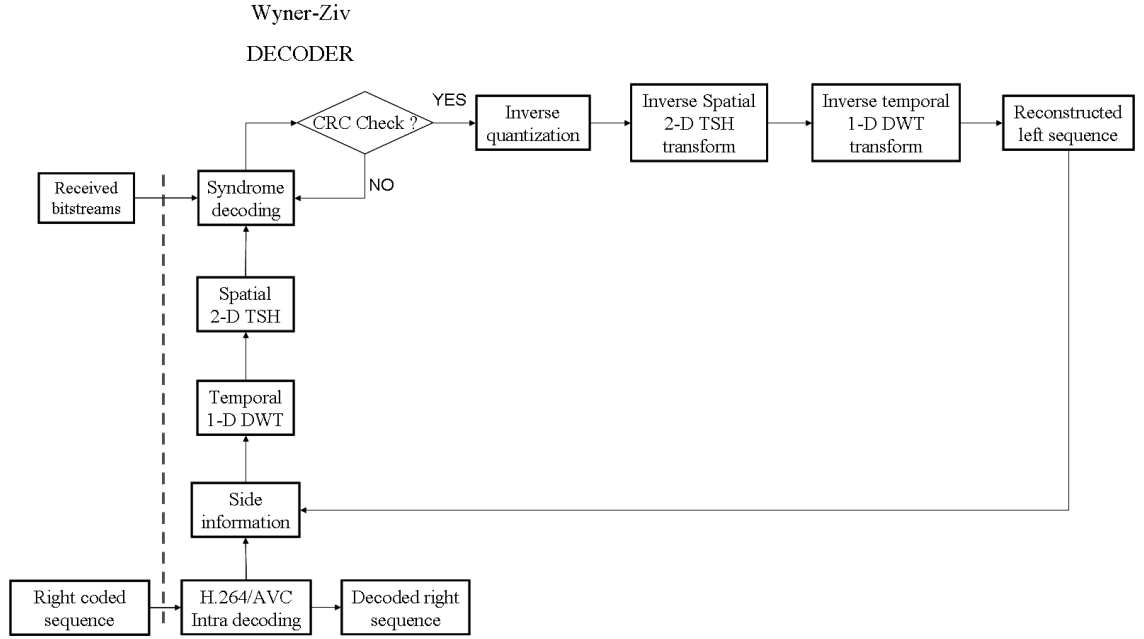 Wyner-Ziv
DECODER
YES
CRC Check ?
Inverse
quantization
Inverse Spatial
2-D TSH
transform
Inverse temporal
1-D DWT
transform
Reconstructed
left sequence
NO
Received
bitstreams
Syndrome
decoding
Spatial
2-D TSH
Temporal
1-D DWT
Side
information
Right coded
sequence
H.264/AVC
Intra decoding
Decoded right
sequence